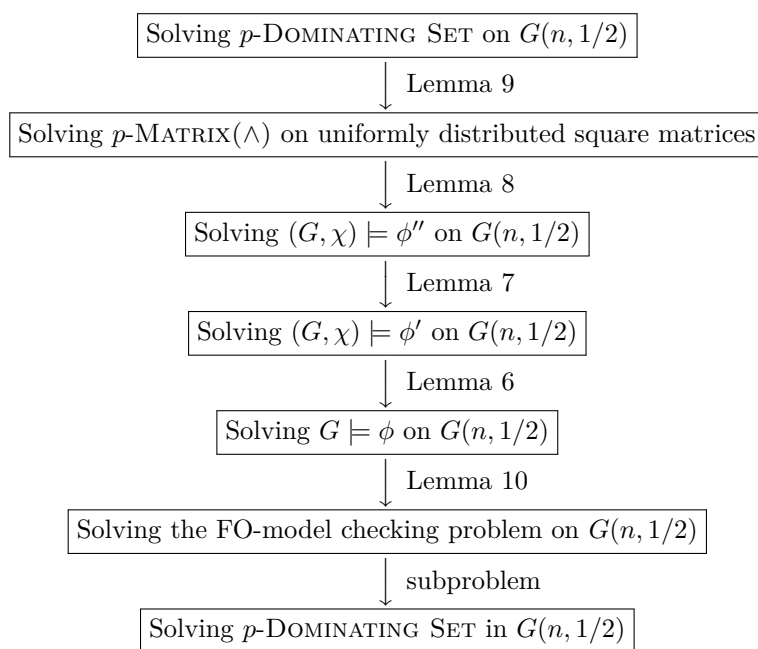 Solving p-DOMINATING SET on G(n, 1/2)
Lemma 9
Solving p-MATRIX(∧) on uniformly distributed square matrices
Lemma 8
Solving (G, χ) ⊨ ϕ′′ on G(n, 1/2)
Lemma 7
Solving (G, χ) ⊨ ϕ′ on G(n, 1/2)
Lemma 6
Solving G ⊨ ϕ on G(n, 1/2)
Lemma 10
Solving the FO-model checking problem on G(n, 1/2)
subproblem
Solving p-DOMINATING SET in G(n, 1/2)